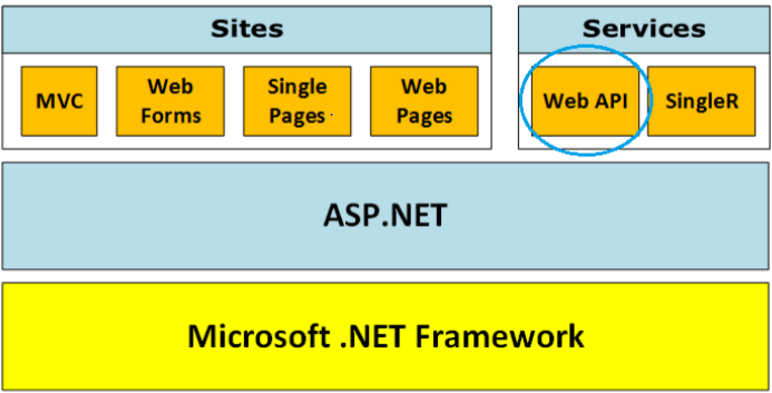 Sites
Services
MVC
Web
Forms
Single
Pages
Web
Pages
Web API
SingleR
ASP.NET
Microsoft .NET Framework